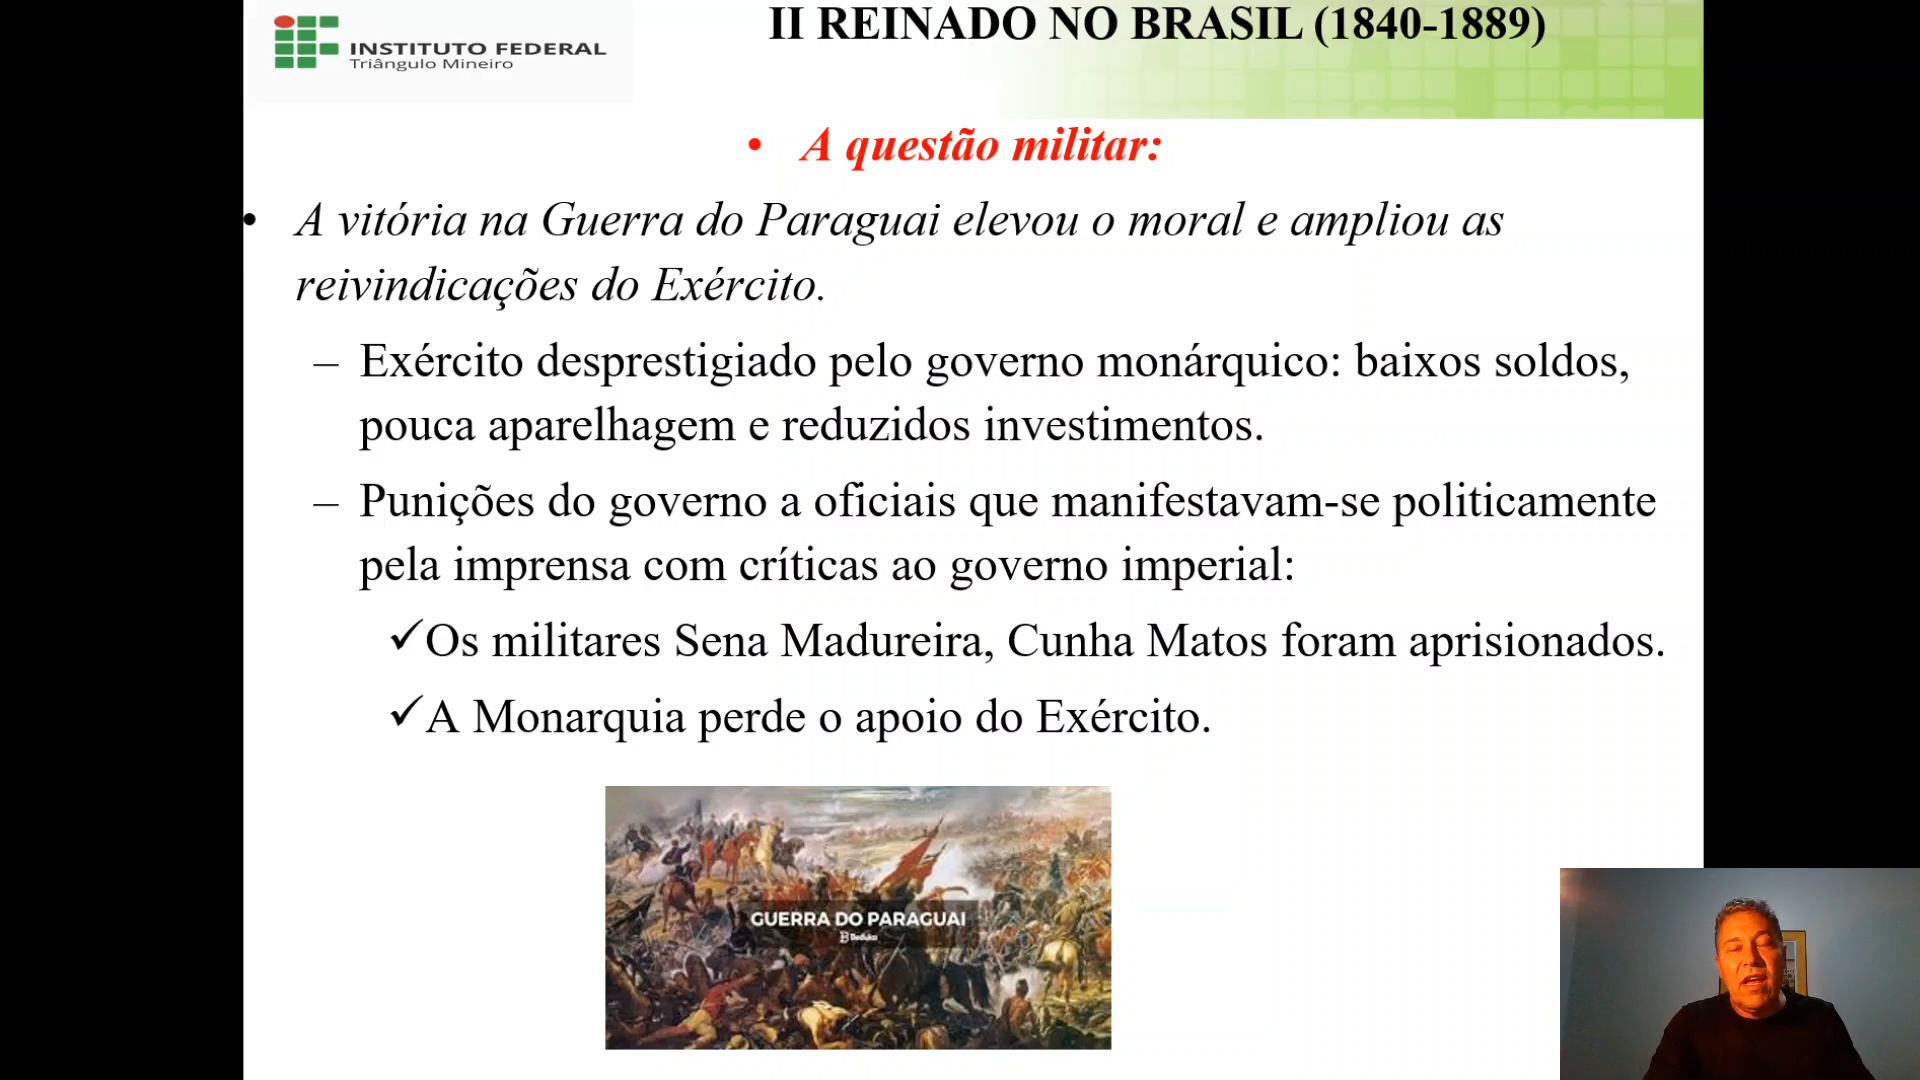 INSTITUTO FEDERAL
Triângulo Mineiro
II REINADO NO BRASIL (1840-1889)
• A questão militar:
• A vitória na Guerra do Paraguai elevou o moral e ampliou as
reivindicações do Exército.
– Exército desprestigiado pelo governo monárquico: baixos soldos,
pouca aparelhagem e reduzidos investimentos.
– Punições do governo a oficiais que manifestavam-se politicamente
pela imprensa com críticas ao governo imperial:
✓Os militares Sena Madureira, Cunha Matos foram aprisionados.
✓A Monarquia perde o apoio do Exército.
GUERRA DO PARAGUAI
Beduka